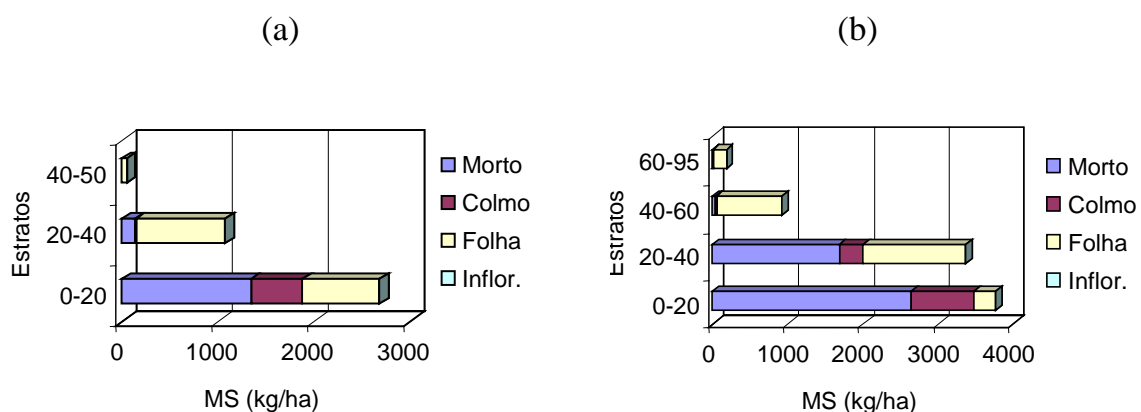 (a)
(b)
Estratos
40-50
20-40
0-20
0
1000
2000
3000
MS (kg/ha)
Morto
Colmo
Folha
Inflor.
Estratos
60-95
40-60
20-40
0-20
0
1000
2000
3000
4000
MS (kg/ha)
Morto
Colmo
Folha
Inflor.